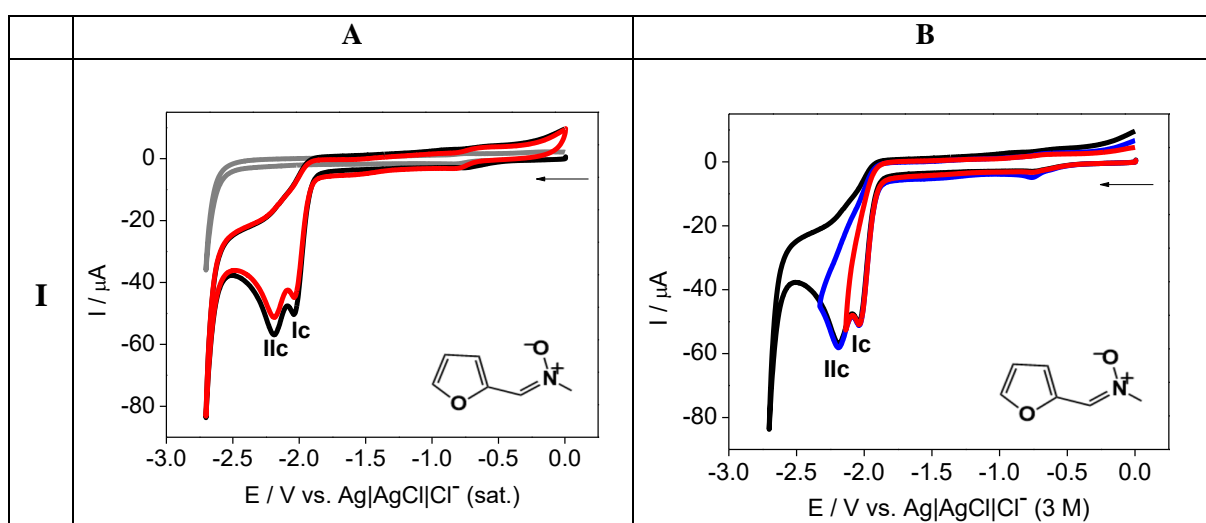 A B
I
I / μA
0
-20
-40
-60
-80
-3.0 -2.5 -2.0 -1.5 -1.0 -0.5 0.0
E / V vs. Ag|AgCl|Cl⁻ (sat.)
Ic
IIc
⁻O
N⁺
O
I / μA
0
-20
-40
-60
-80
-3.0 -2.5 -2.0 -1.5 -1.0 -0.5 0.0
E / V vs. Ag|AgCl|Cl⁻ (3 M)
Ic
IIc
⁻O
N⁺
O